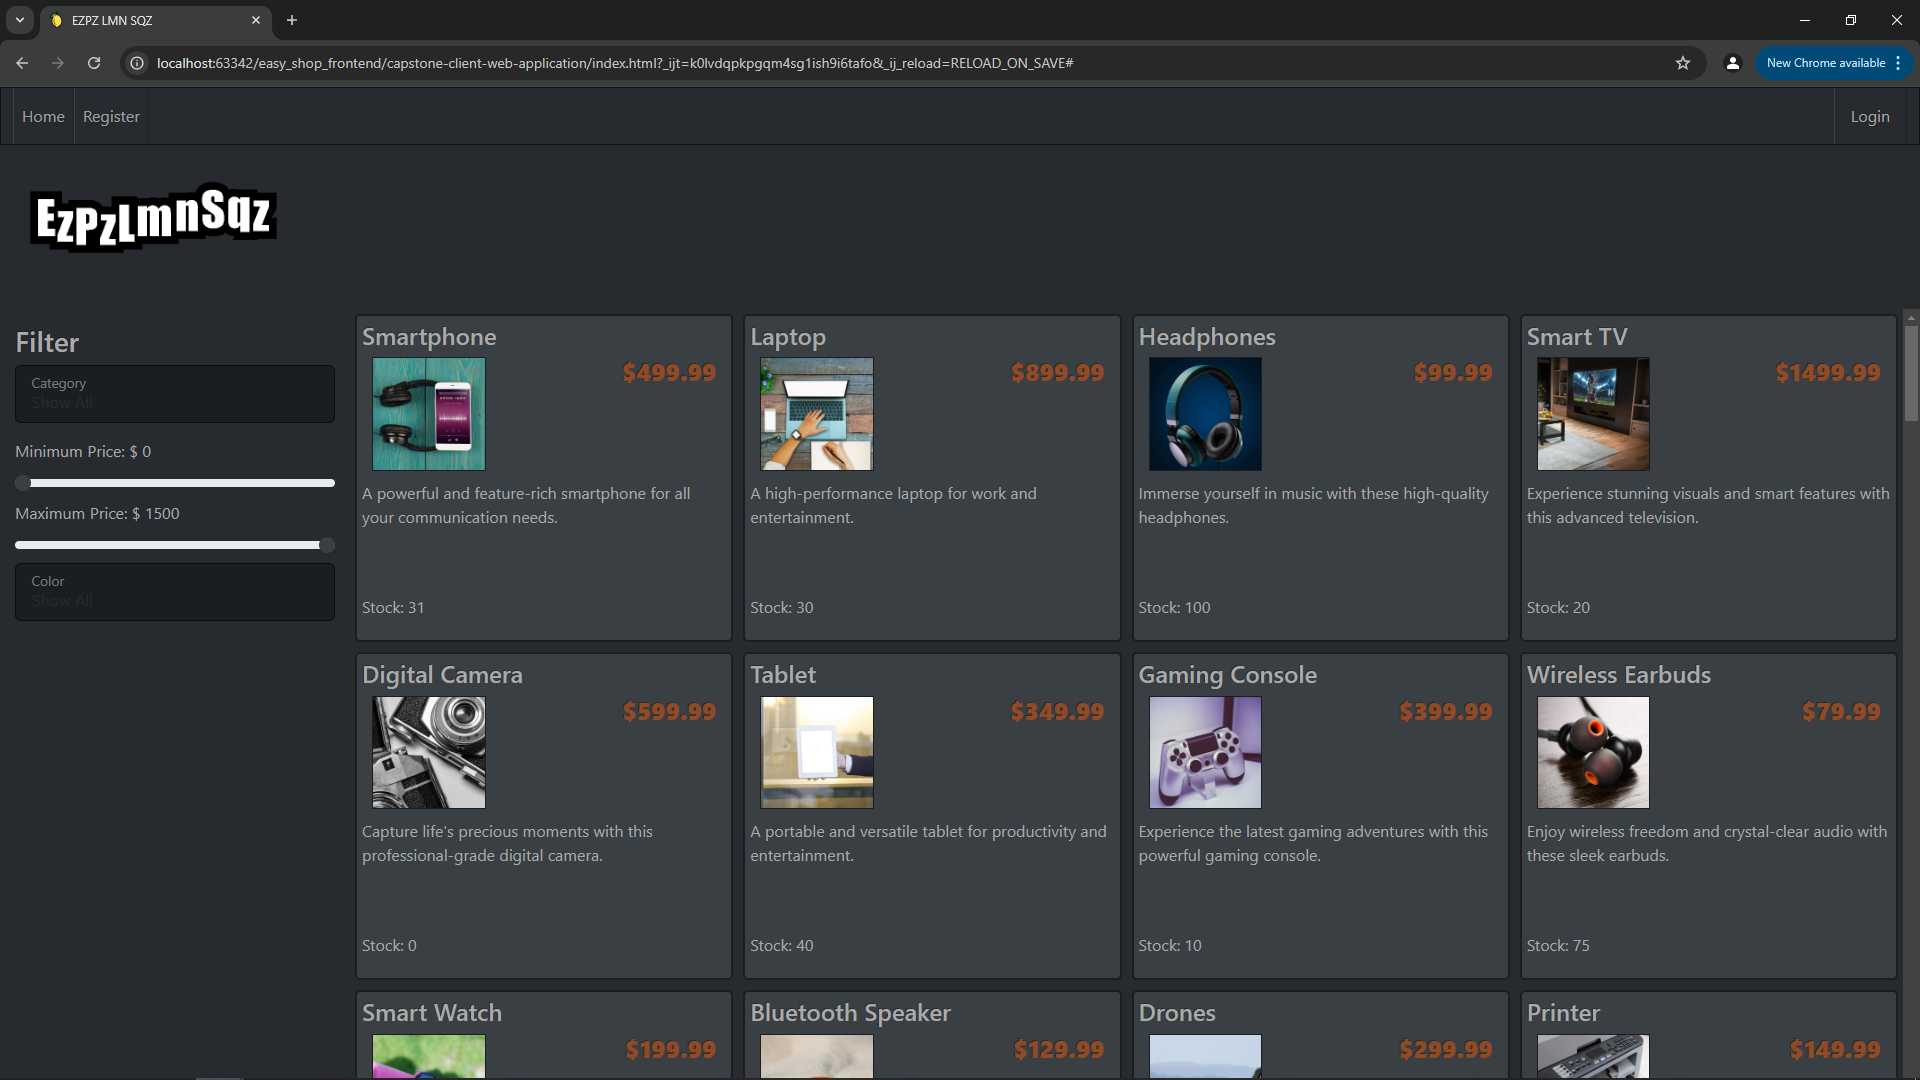 EZPZ LMN SQZ
localhost:63342/easy_shop_frontend/capstone-client-web-application/index.html?_ijt=k0lvdqpkpgqm4sg1ish9i6tafo&_ij_reload=RELOAD_ON_SAVE#
New Chrome available
Home Register Login
EzPzLmnSqz
Filter
Category
Show All
Minimum Price: $ 0
Maximum Price: $ 1500
Color
Show All
Smartphone
$499.99
A powerful and feature-rich smartphone for all
your communication needs.
Stock: 31
Laptop
$899.99
A high-performance laptop for work and
entertainment.
Stock: 30
Headphones
$99.99
Immerse yourself in music with these high-quality
headphones.
Stock: 100
Smart TV
$1499.99
Experience stunning visuals and smart features with
this advanced television.
Stock: 20
Digital Camera
$599.99
Capture life's precious moments with this
professional-grade digital camera.
Stock: 0
Tablet
$349.99
A portable and versatile tablet for productivity and
entertainment.
Stock: 40
Gaming Console
$399.99
Experience the latest gaming adventures with this
powerful gaming console.
Stock: 10
Wireless Earbuds
$79.99
Enjoy wireless freedom and crystal-clear audio with
these sleek earbuds.
Stock: 75
Smart Watch
$199.99
Bluetooth Speaker
$129.99
Drones
$299.99
Printer
$149.99